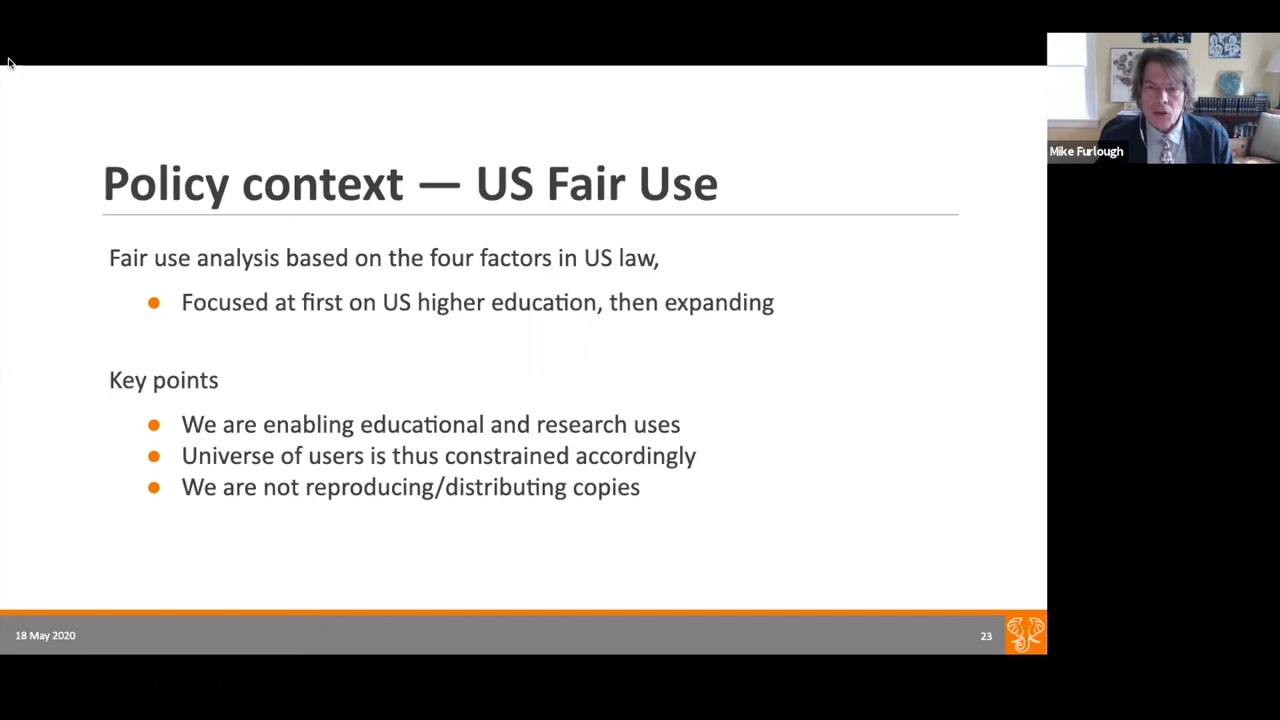 Policy context — US Fair Use
Fair use analysis based on the four factors in US law,
● Focused at first on US higher education, then expanding
Key points
● We are enabling educational and research uses
● Universe of users is thus constrained accordingly
● We are not reproducing/distributing copies
18 May 2020
23
Mike Furlough